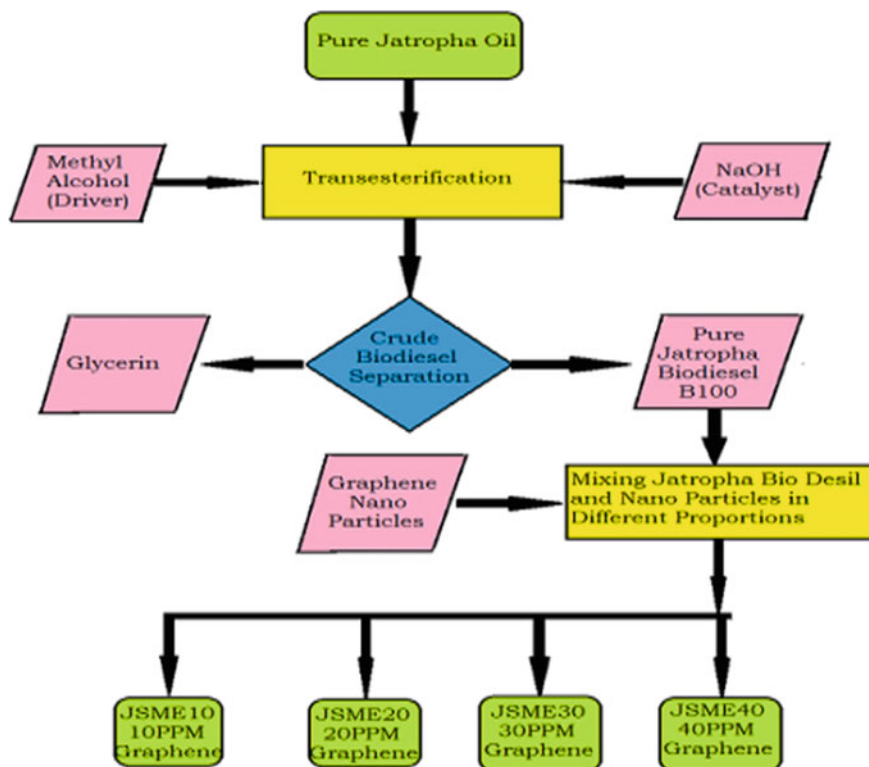 Pure Jatropha Oil
Methyl
Alcohol
(Driver)
Transesterification
NaOH
(Catalyst)
Glycerin
Crude
Biodiesel
Separation
Pure
Jatropha
Biodiesel
B100
Graphene
Nano
Particles
Mixing Jatropha Bio Desil
and Nano Particles in
Different Proportions
JSME10
10PPM
Graphene
JSME20
20PPM
Graphene
JSME30
30PPM
Graphene
JSME40
40PPM
Graphene